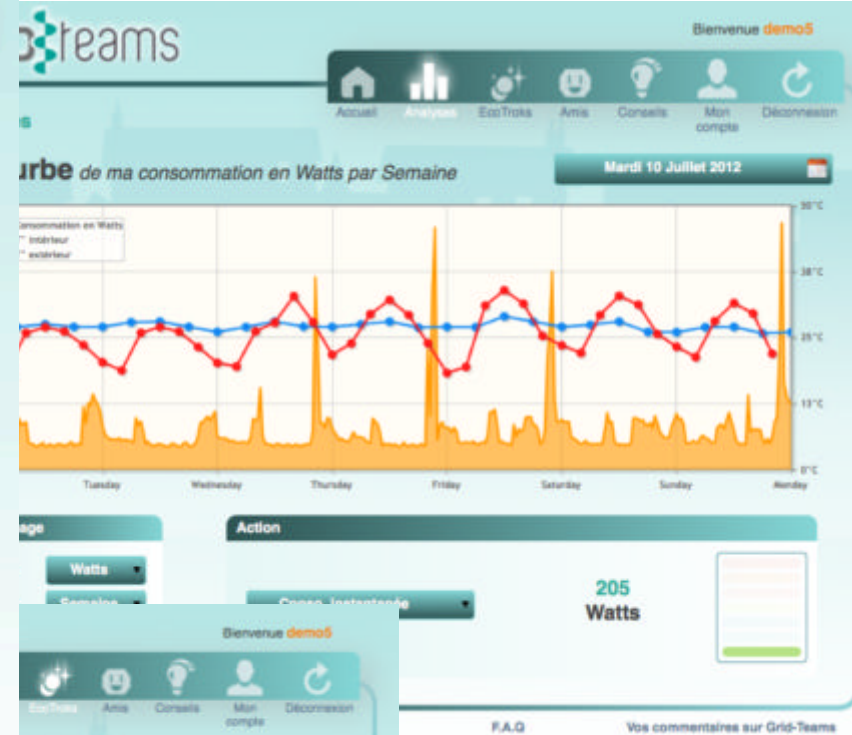 teams
Bienvenue demo5
Accueil Analyses EcoTroks Amis Conseils Mon compte Déconnexion
urbe de ma consommation en Watts par Semaine
Mardi 10 Juillet 2012
onsommation en Watts
intérieur
extérieur
50°C
38°C
25°C
13°C
0°C
Tuesday Wednesday Thursday Friday Saturday Sunday Monday
age
Action
Watts
Semaine
Conso. instantanée
205
Watts
Bienvenue demo5
EcoTroks Amis Conseils Mon compte Déconnexion
F.A.Q
Vos commentaires sur Grid-Teams